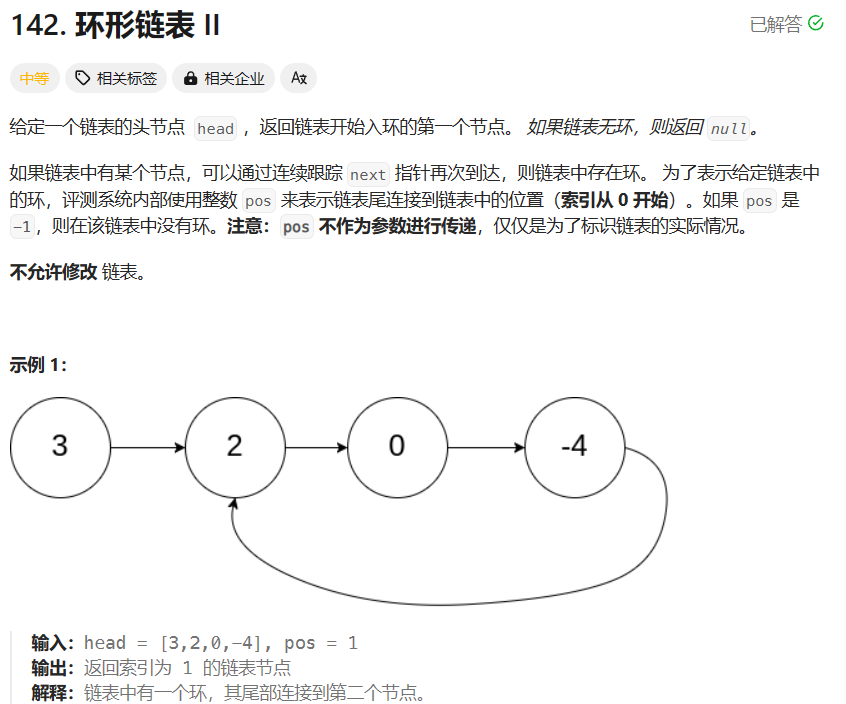 142. 环形链表 II
已解答
中等 相关标签 相关企业 Ax
给定一个链表的头节点 head ，返回链表开始入环的第一个节点。 如果链表无环，则返回 null。
如果链表中有某个节点，可以通过连续跟踪 next 指针再次到达，则链表中存在环。 为了表示给定链表中
的环，评测系统内部使用整数 pos 来表示链表尾连接到链表中的位置（索引从 0 开始）。如果 pos 是
-1，则在该链表中没有环。注意：pos 不作为参数进行传递，仅仅是为了标识链表的实际情况。
不允许修改 链表。
示例 1：
3 2 0 -4
输入：head = [3,2,0,-4], pos = 1
输出：返回索引为 1 的链表节点
解释：链表中有一个环，其尾部连接到第二个节点。